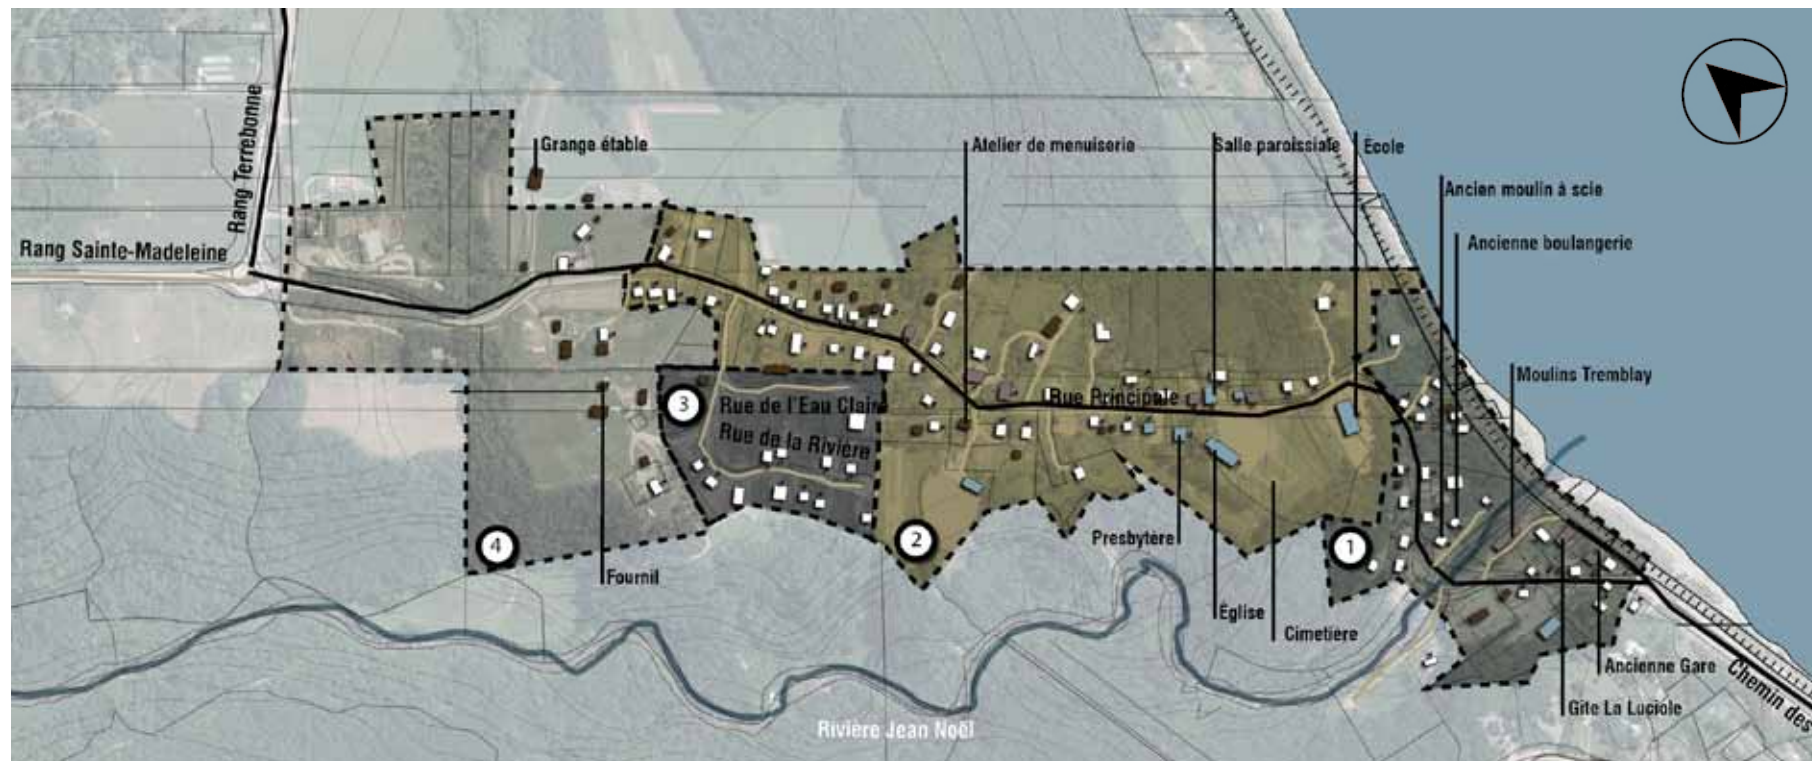 Grange étable
Atelier de menuiserie
Salle paroissiale
École
Rang Terrebonne
Ancien moulin à scie
Rang Sainte-Madeleine
Ancienne boulangerie
Moulins Tremblay
3
Rue de l'Eau Claire
Rue Principale
Rue de la Rivière
4
2
Presbytère
1
Fournil
Église
Cimetière
Ancienne Gare
Chemin des
Gîte La Luciole
Rivière Jean Noël